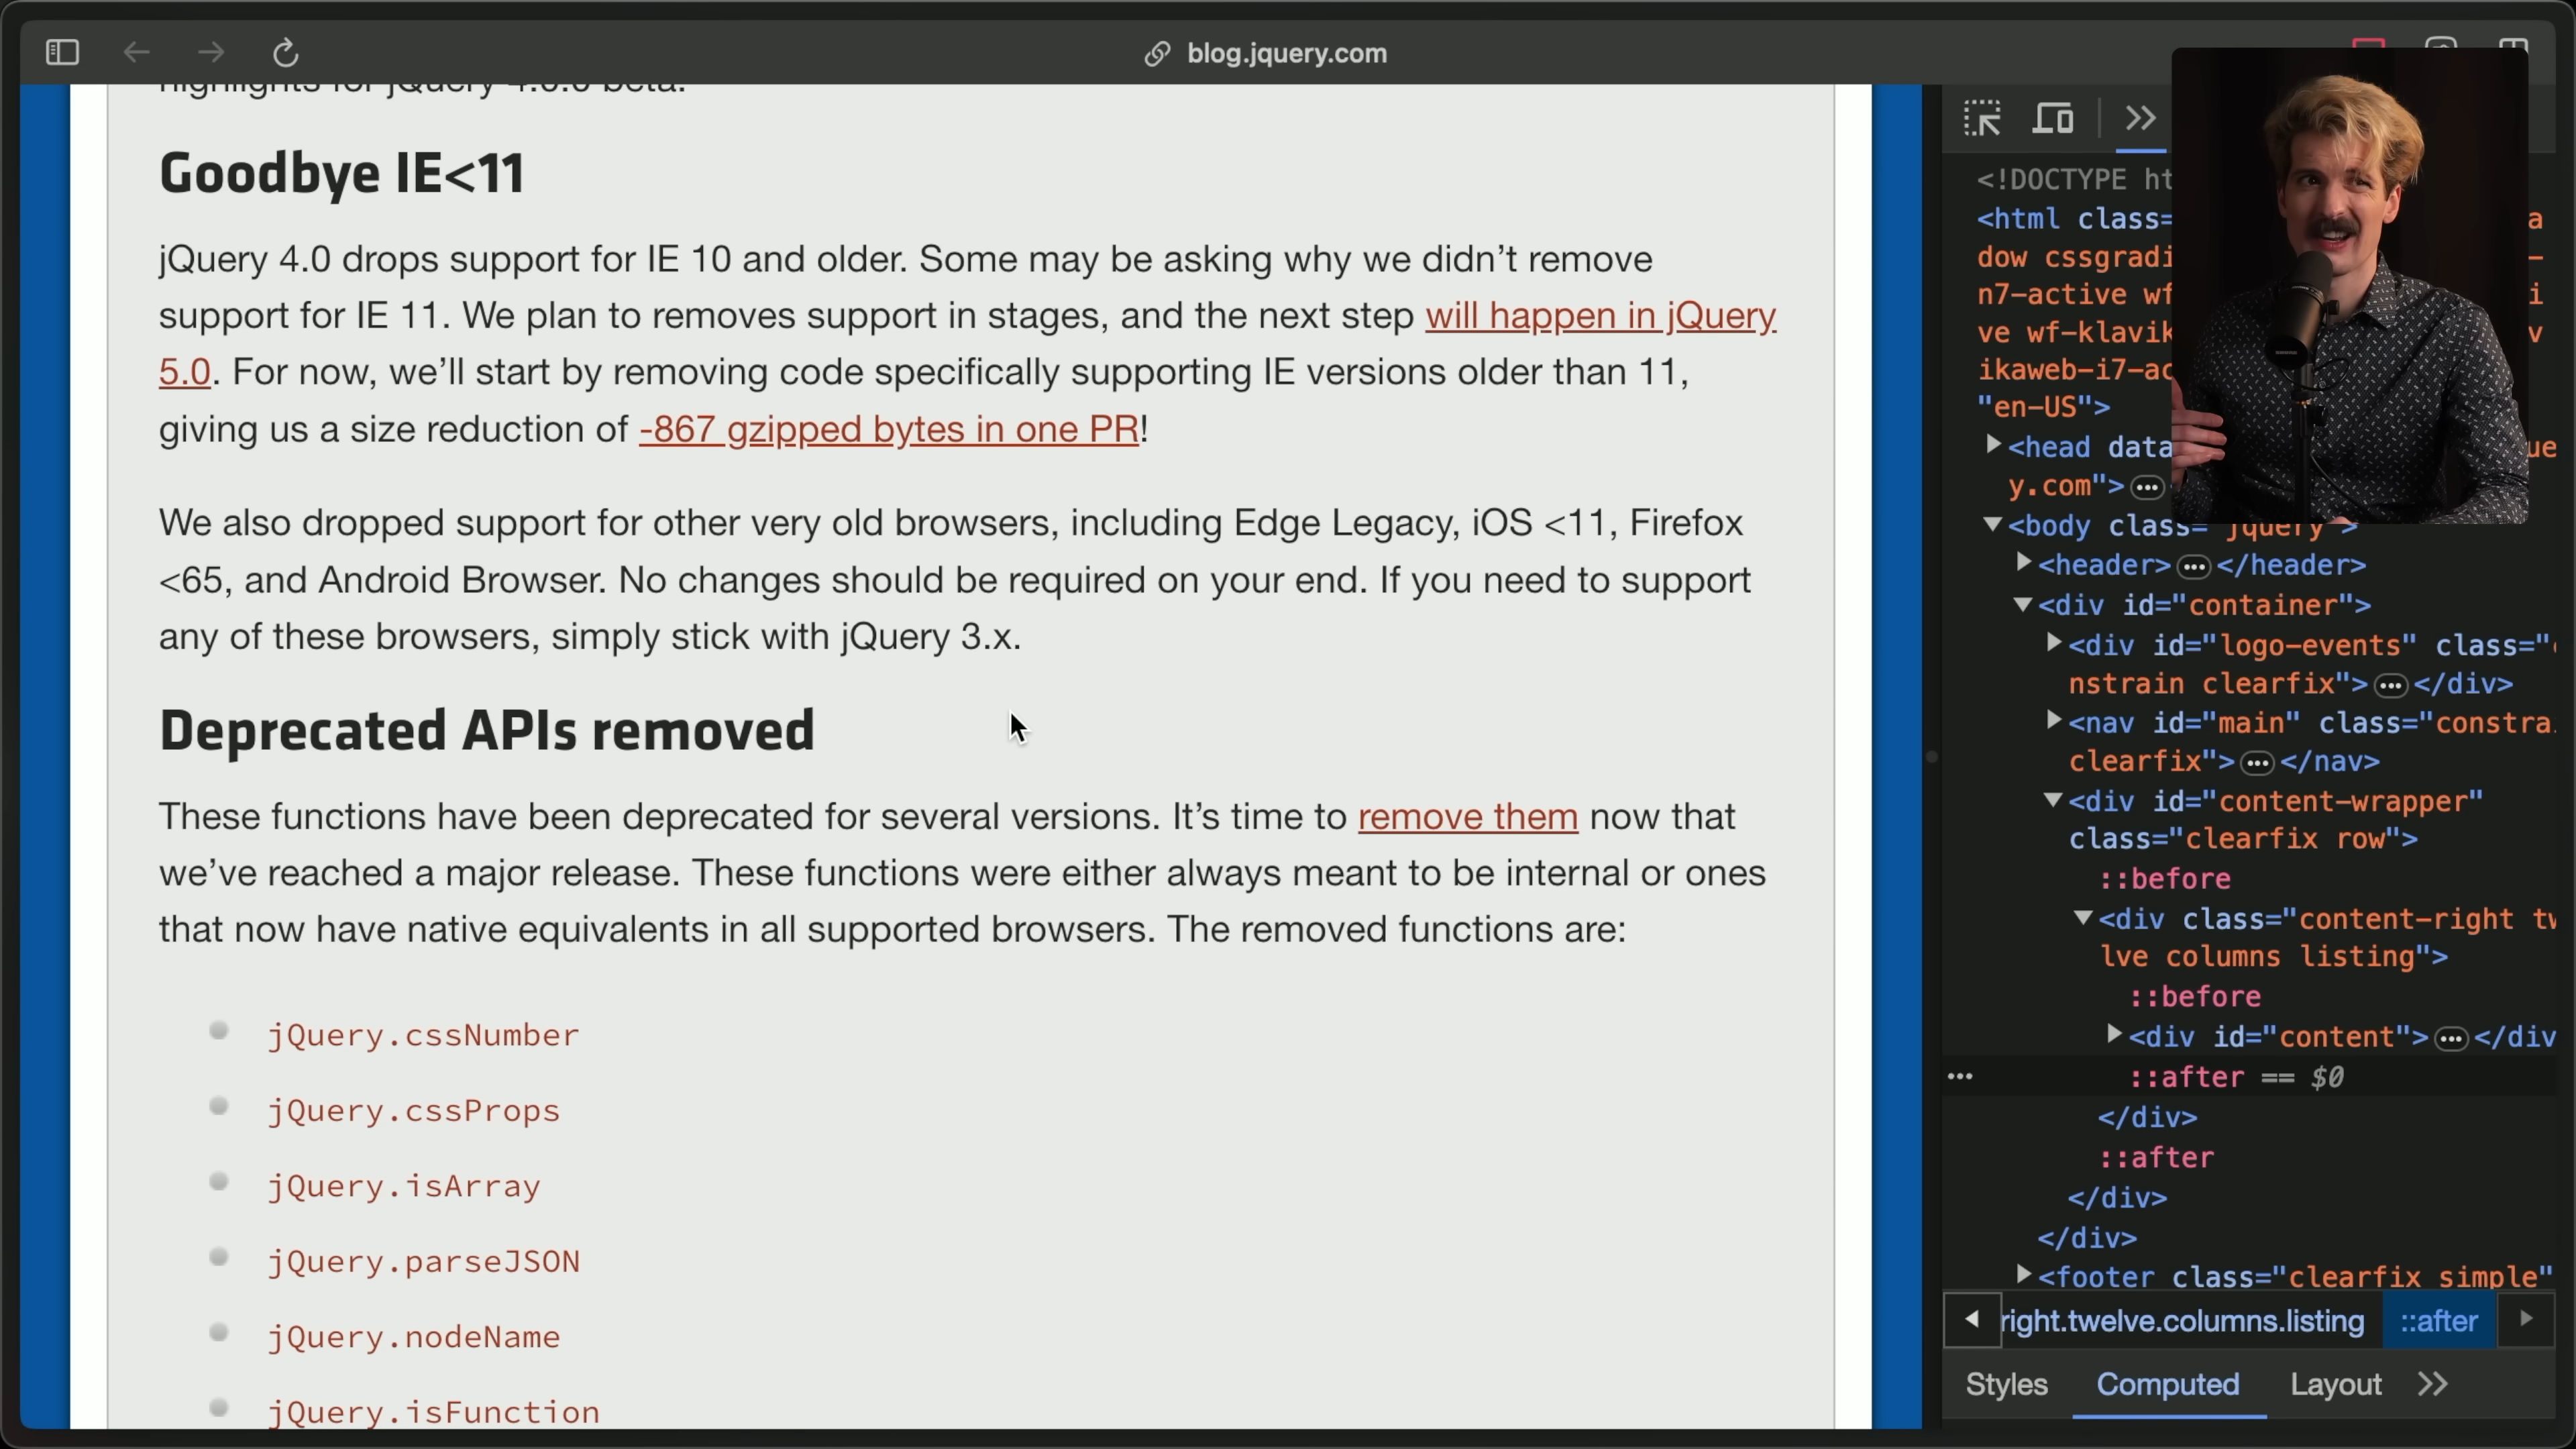 blog.jquery.com
highlights for jQuery 4.0.0 beta.
Goodbye IE<11
jQuery 4.0 drops support for IE 10 and older. Some may be asking why we didn’t remove
support for IE 11. We plan to removes support in stages, and the next step will happen in jQuery
5.0. For now, we’ll start by removing code specifically supporting IE versions older than 11,
giving us a size reduction of -867 gzipped bytes in one PR!
We also dropped support for other very old browsers, including Edge Legacy, iOS <11, Firefox
<65, and Android Browser. No changes should be required on your end. If you need to support
any of these browsers, simply stick with jQuery 3.x.
Deprecated APIs removed
These functions have been deprecated for several versions. It’s time to remove them now that
we’ve reached a major release. These functions were either always meant to be internal or ones
that now have native equivalents in all supported browsers. The removed functions are:
jQuery.cssNumber
jQuery.cssProps
jQuery.isArray
jQuery.parseJSON
jQuery.nodeName
jQuery.isFunction
<!DOCTYPE ht
<html class= a
dow cssgradi –
n7-active wf i
ve wf-klavik v
ikaweb-i7-ac
"en-US">
<head data ue
y.com">
<body class="jquery">
<header></header>
<div id="container">
<div id="logo-events" class="c
nstrain clearfix"></div>
<nav id="main" class="constra
clearfix"></nav>
<div id="content-wrapper"
class="clearfix row">
::before
<div class="content-right tw
lve columns listing">
::before
<div id="content"></div
::after == $0
</div>
::after
</div>
</div>
<footer class="clearfix simple"
right.twelve.columns.listing ::after
Styles Computed Layout